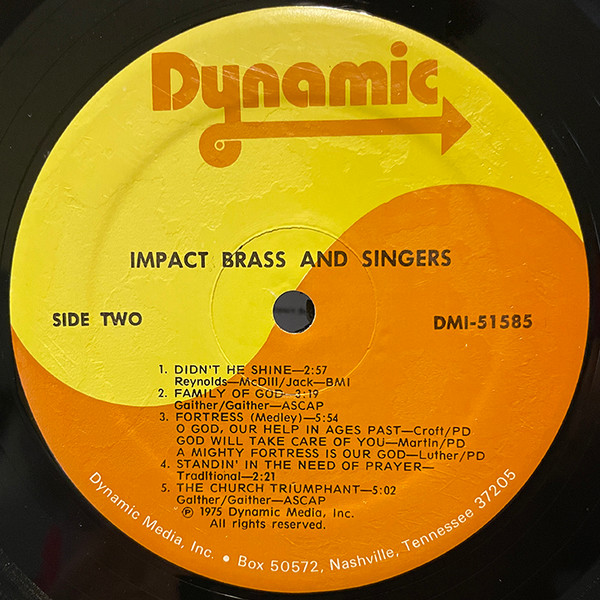 Dynamic
IMPACT BRASS AND SINGERS
SIDE TWO
DMI-51585
1. DIDN'T HE SHINE—2:57
Reynolds—McDill/Jack—BMI
2. FAMILY OF GOD—3:19
Gaither/Gaither—ASCAP
3. FORTRESS (Medley)—5:54
O GOD, OUR HELP IN AGES PAST—Croft/PD
GOD WILL TAKE CARE OF YOU—Martin/PD
A MIGHTY FORTRESS IS OUR GOD—Luther/PD
4. STANDIN' IN THE NEED OF PRAYER—
Traditional—2:21
5. THE CHURCH TRIUMPHANT—5:02
Gaither/Gaither—ASCAP
℗ 1975 Dynamic Media, Inc.
All rights reserved.
Dynamic Media, Inc. • Box 50572, Nashville, Tennessee 37205